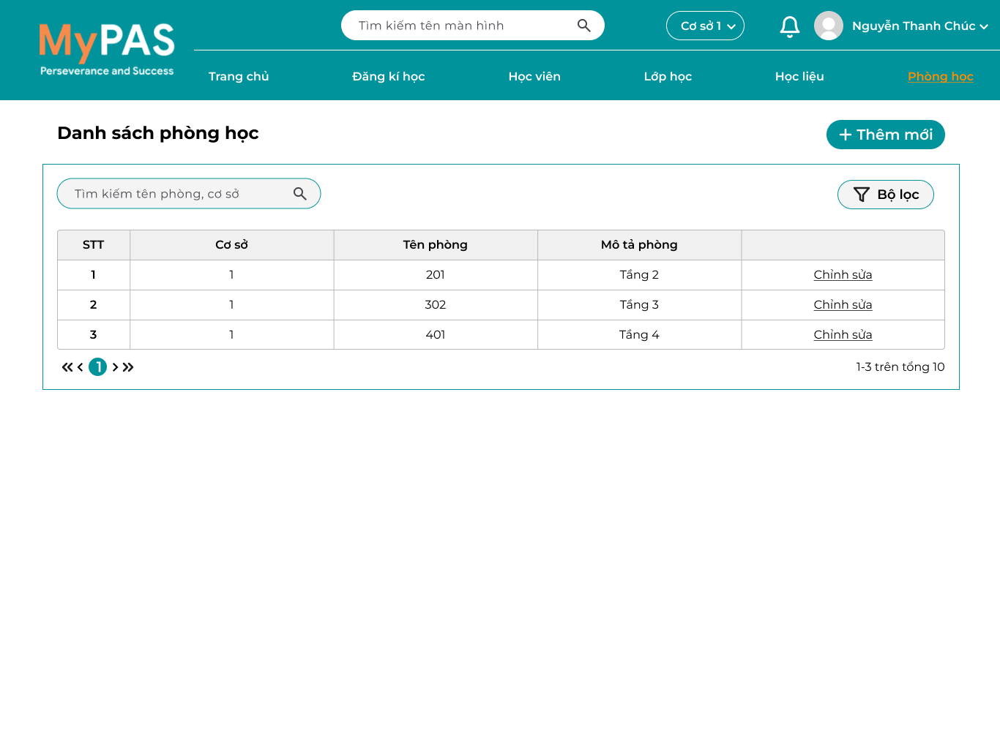 MyPAS
Perseverance and Success
Tìm kiếm tên màn hình
Cơ sở 1
Nguyễn Thanh Chúc
Trang chủ
Đăng kí học
Học viên
Lớp học
Học liệu
Phòng học
Danh sách phòng học
Thêm mới
Tìm kiếm tên phòng, cơ sở
Bộ lọc
STT Cơ sở Tên phòng Mô tả phòng
1 1 201 Tầng 2 Chỉnh sửa
2 1 302 Tầng 3 Chỉnh sửa
3 1 401 Tầng 4 Chỉnh sửa
1
1-3 trên tổng 10